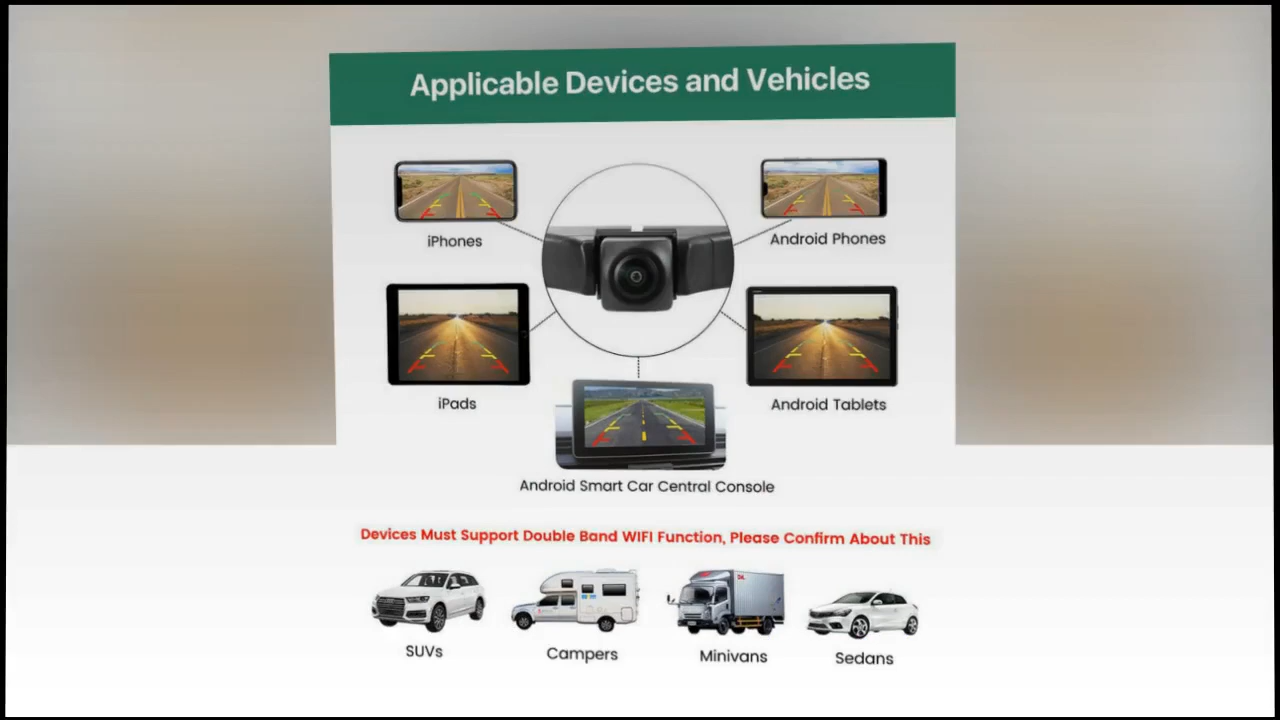 Applicable Devices and Vehicles
iPhones
Android Phones
iPads
Android Tablets
Android Smart Car Central Console
Devices Must Support Double Band WIFI Function, Please Confirm About This
SUVs
Campers
Minivans
Sedans